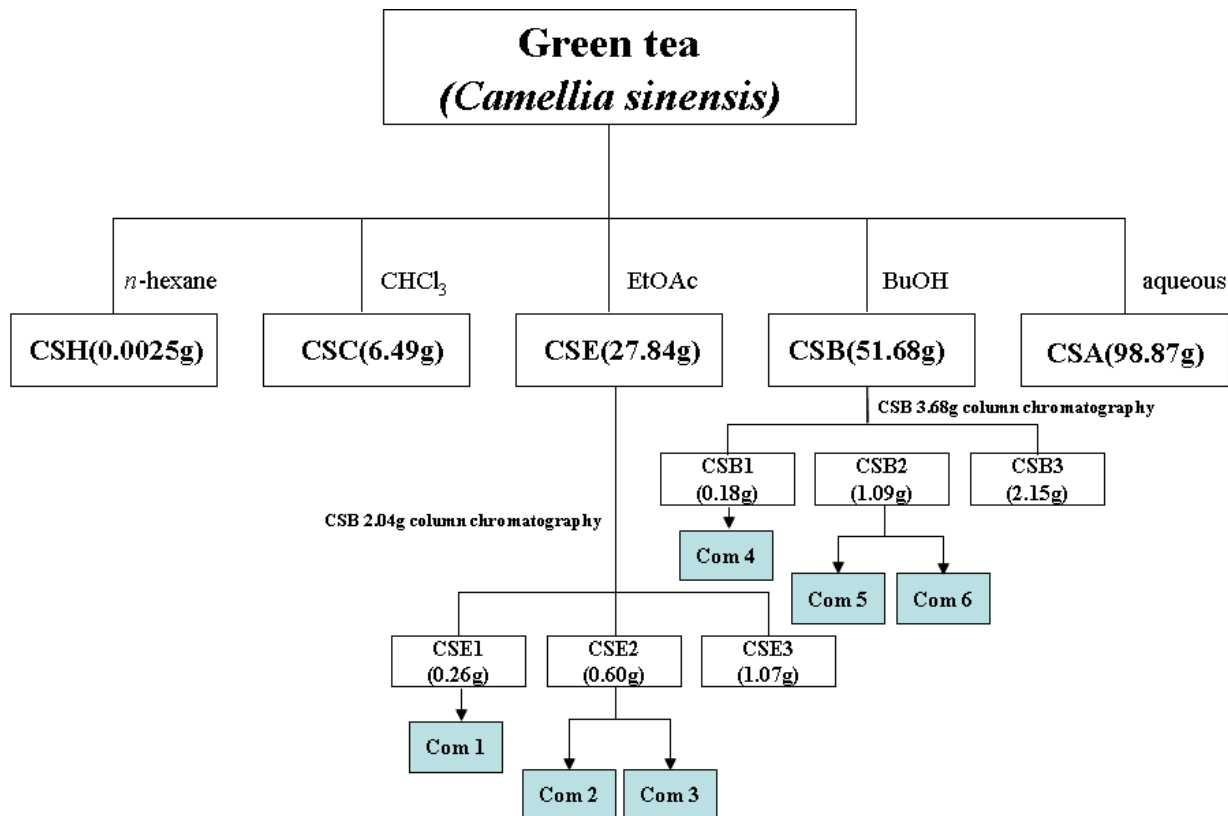 Green tea
(Camellia sinensis)
n-hexane
CHCl₃
EtOAc
BuOH
aqueous
CSH(0.0025g)
CSC(6.49g)
CSE(27.84g)
CSB(51.68g)
CSA(98.87g)
CSB 3.68g column chromatography
CSB1
(0.18g)
CSB2
(1.09g)
CSB3
(2.15g)
CSB 2.04g column chromatography
Com 4
Com 5
Com 6
CSE1
(0.26g)
CSE2
(0.60g)
CSE3
(1.07g)
Com 1
Com 2
Com 3